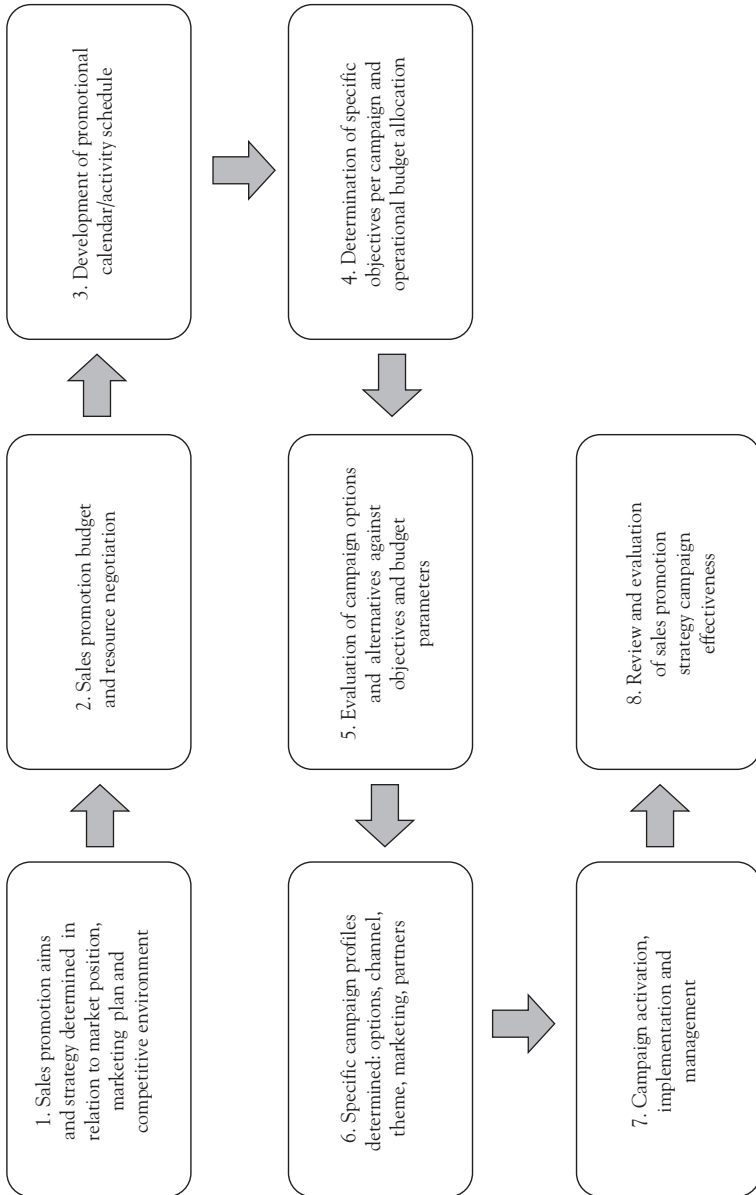 1. Sales promotion aims
and strategy determined in
relation to market position,
marketing plan and
competitive environment
2. Sales promotion budget
and resource negotiation
3. Development of promotional
calendar/activity schedule
4. Determination of specific
objectives per campaign and
operational budget allocation
5. Evaluation of campaign options
and alternatives against
objectives and budget
parameters
6. Specific campaign profiles
determined: options, channel,
theme, marketing, partners
7. Campaign activation,
implementation and
management
8. Review and evaluation
of sales promotion
strategy campaign
effectiveness